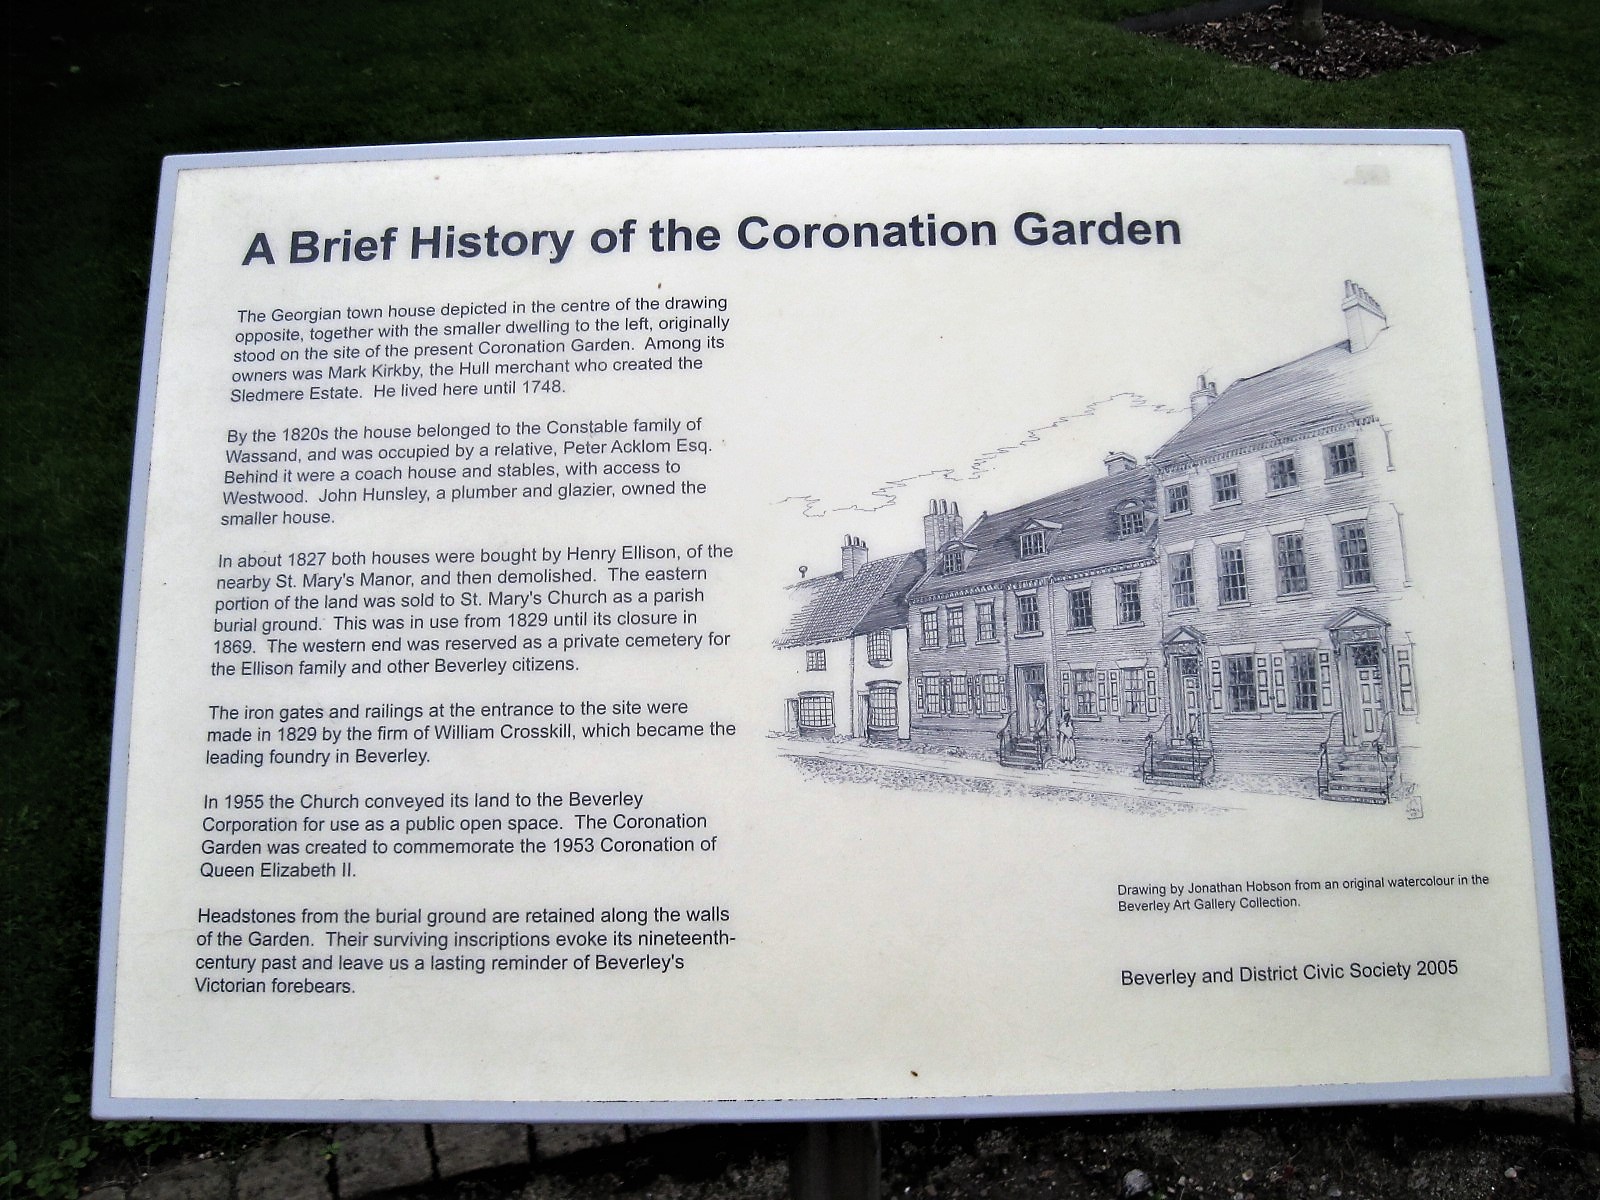 A Brief History of the Coronation Garden
The Georgian town house depicted in the centre of the drawing
opposite, together with the smaller dwelling to the left, originally
stood on the site of the present Coronation Garden. Among its
owners was Mark Kirkby, the Hull merchant who created the
Sledmere Estate. He lived here until 1748.
By the 1820s the house belonged to the Constable family of
Wassand, and was occupied by a relative, Peter Acklom Esq.
Behind it were a coach house and stables, with access to
Westwood. John Hunsley, a plumber and glazier, owned the
smaller house.
In about 1827 both houses were bought by Henry Ellison, of the
nearby St. Mary's Manor, and then demolished. The eastern
portion of the land was sold to St. Mary's Church as a parish
burial ground. This was in use from 1829 until its closure in
1869. The western end was reserved as a private cemetery for
the Ellison family and other Beverley citizens.
The iron gates and railings at the entrance to the site were
made in 1829 by the firm of William Crosskill, which became the
leading foundry in Beverley.
In 1955 the Church conveyed its land to the Beverley
Corporation for use as a public open space. The Coronation
Garden was created to commemorate the 1953 Coronation of
Queen Elizabeth II.
Headstones from the burial ground are retained along the walls
of the Garden. Their surviving inscriptions evoke its nineteenth-
century past and leave us a lasting reminder of Beverley's
Victorian forebears.
Drawing by Jonathan Hobson from an original watercolour in the
Beverley Art Gallery Collection.
Beverley and District Civic Society 2005